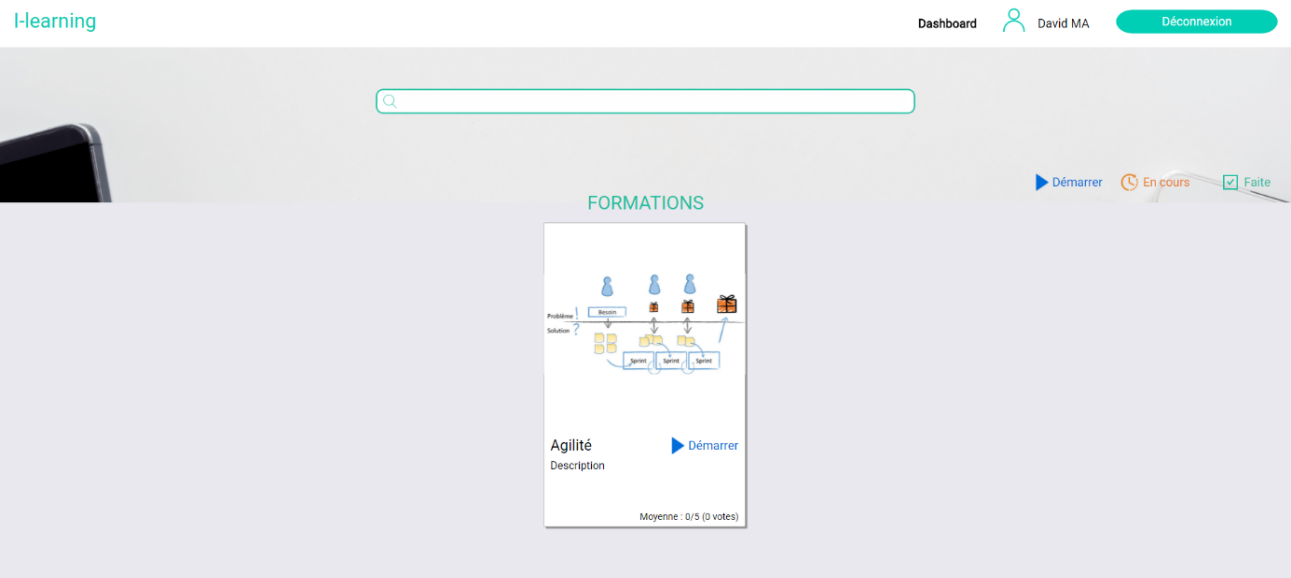 I-learning
Dashboard
David MA
Déconnexion
Démarrer
En cours
Faite
FORMATIONS
Problème !
Besoin
Solution ?
Sprint Sprint Sprint
Agilité
Démarrer
Description
Moyenne : 0/5 (0 votes)